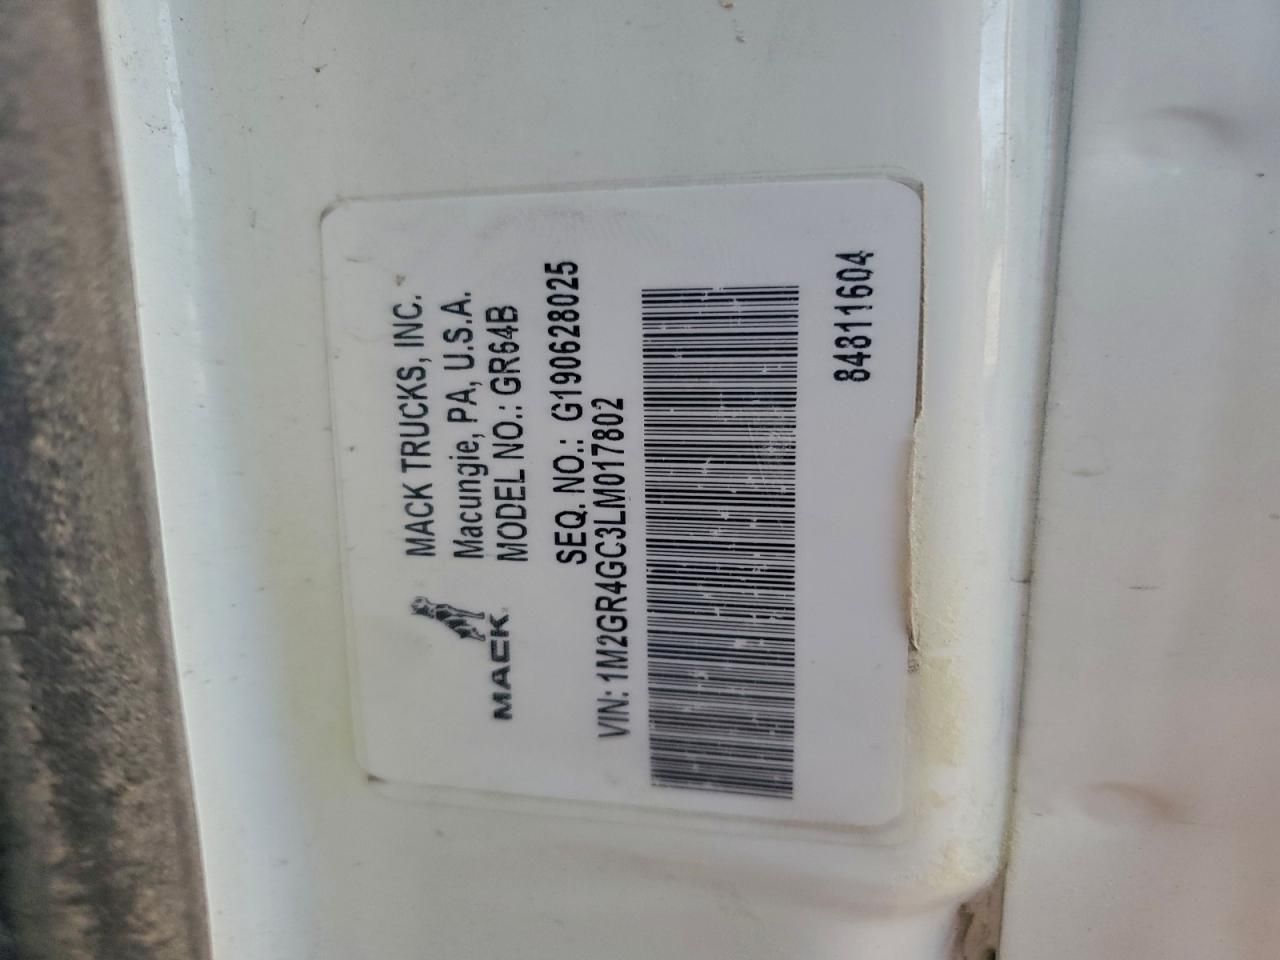 MACK TRUCKS, INC.
Macungie, PA, U.S.A.
MODEL NO.: GR64B
MACK
SEQ. NO.: G190628025
VIN: 1M2GR4GC3LM017802
84811604